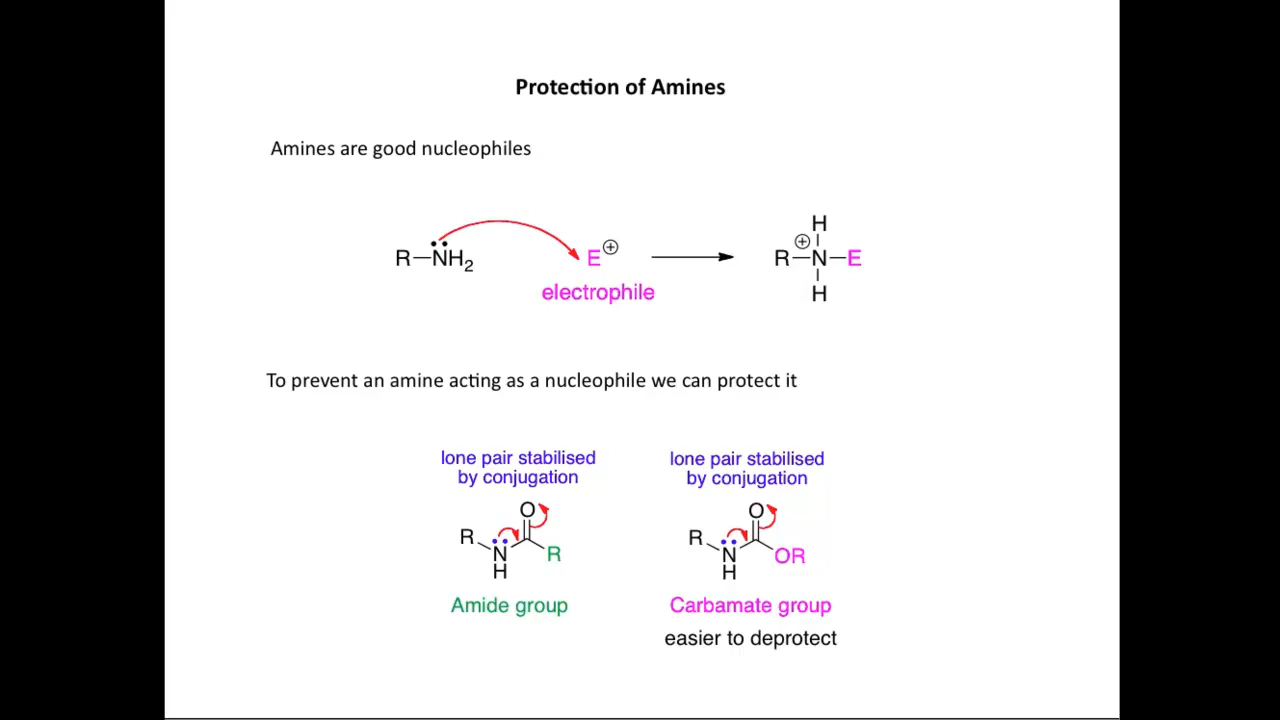 Protection of Amines
Amines are good nucleophiles
R–NH₂ E⊕ R–N–E
H
⊕
H
electrophile
To prevent an amine acting as a nucleophile we can protect it
lone pair stabilised lone pair stabilised
by conjugation by conjugation
O O
R R
N R N OR
H H
Amide group Carbamate group
easier to deprotect